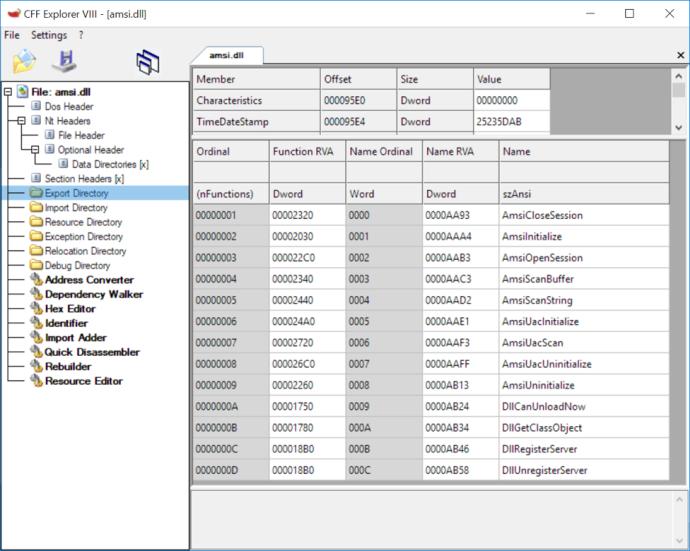 CFF Explorer VIII - [amsi.dll]
File Settings ?
amsi.dll
File: amsi.dll
Dos Header
Nt Headers
File Header
Optional Header
Data Directories [x]
Section Headers [x]
Export Directory
Import Directory
Resource Directory
Exception Directory
Relocation Directory
Debug Directory
Address Converter
Dependency Walker
Hex Editor
Identifier
Import Adder
Quick Disassembler
Rebuilder
Resource Editor
Member Offset Size Value
Characteristics 000095E0 Dword 00000000
TimeDateStamp 000095E4 Dword 25235DAB
Ordinal Function RVA Name Ordinal Name RVA Name
(nFunctions) Dword Word Dword szAnsi
00000001 00002320 0000 0000AA93 AmsiCloseSession
00000002 00002030 0001 0000AAA4 AmsiInitialize
00000003 000022C0 0002 0000AAB3 AmsiOpenSession
00000004 00002340 0003 0000AAC3 AmsiScanBuffer
00000005 00002440 0004 0000AAD2 AmsiScanString
00000006 000024A0 0005 0000AAE1 AmsiUacInitialize
00000007 00002720 0006 0000AAF3 AmsiUacScan
00000008 000026C0 0007 0000AAFF AmsiUacUninitialize
00000009 00002260 0008 0000AB13 AmsiUninitialize
0000000A 00001750 0009 0000AB24 DllCanUnloadNow
0000000B 00001780 000A 0000AB34 DllGetClassObject
0000000C 000018B0 000B 0000AB46 DllRegisterServer
0000000D 000018B0 000C 0000AB58 DllUnregisterServer